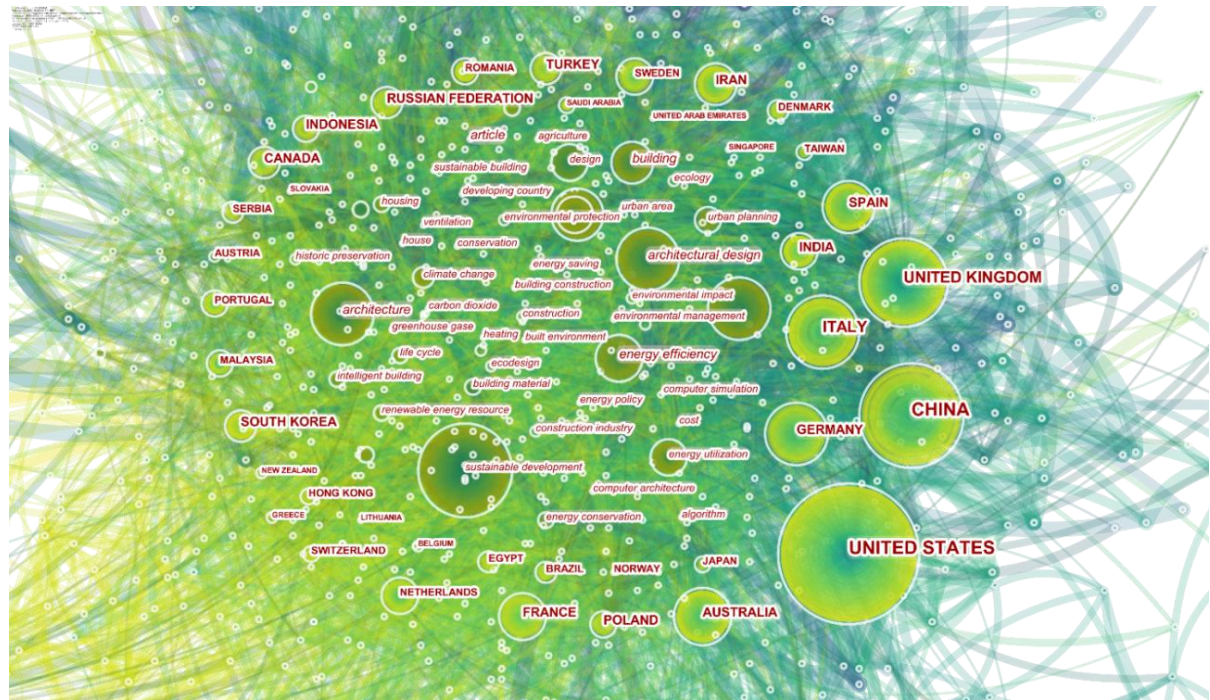 ROMANIA
TURKEY
SWEDEN
IRAN
RUSSIAN FEDERATION
SAUDI ARABIA
UNITED ARAB EMIRATES
DENMARK
INDONESIA
article
agriculture
SINGAPORE
TAIWAN
CANADA
sustainable building
design
building
ecology
SLOVAKIA
developing country
housing
SERBIA
environmental protection
urban area
urban planning
SPAIN
ventilation
house
conservation
INDIA
AUSTRIA
historic preservation
architectural design
energy saving
climate change
building construction
UNITED KINGDOM
PORTUGAL
architecture
carbon dioxide
environmental impact
construction
environmental management
greenhouse gase
heating
built environment
ITALY
MALAYSIA
life cycle
energy efficiency
ecodesign
intelligent building
building material
computer simulation
energy policy
renewable energy resource
CHINA
SOUTH KOREA
cost
construction industry
GERMANY
energy utilization
NEW ZEALAND
sustainable development
HONG KONG
computer architecture
GREECE
LITHUANIA
energy conservation
algorithm
SWITZERLAND
BELGIUM
UNITED STATES
EGYPT
BRAZIL
NORWAY
JAPAN
NETHERLANDS
FRANCE
POLAND
AUSTRALIA